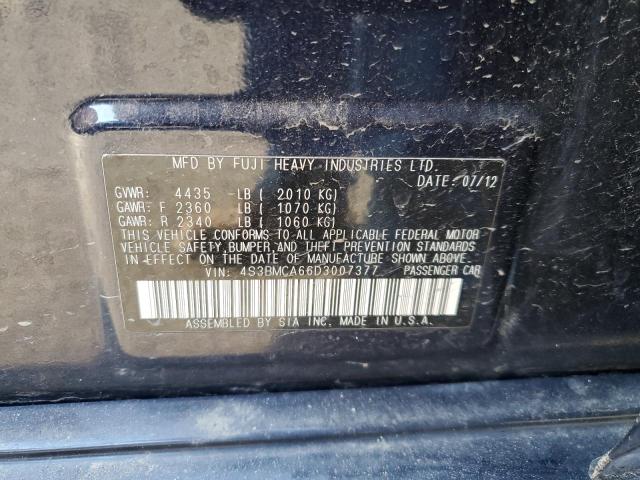 MFD BY FUJI HEAVY INDUSTRIES LTD.
DATE: 07/12
GVWR: 4435 LB ( 2010 KG)
GAWR: F 2360 LB ( 1070 KG)
GAWR: R 2340 LB ( 1060 KG)
THIS VEHICLE CONFORMS TO ALL APPLICABLE FEDERAL MOTOR
VEHICLE SAFETY, BUMPER, AND THEFT PREVENTION STANDARDS
IN EFFECT ON THE DATE OF MANUFACTURE SHOWN ABOVE.
VIN: 4S3BMCA66D3007377 PASSENGER CAR
ASSEMBLED BY SIA INC. MADE IN U.S.A.